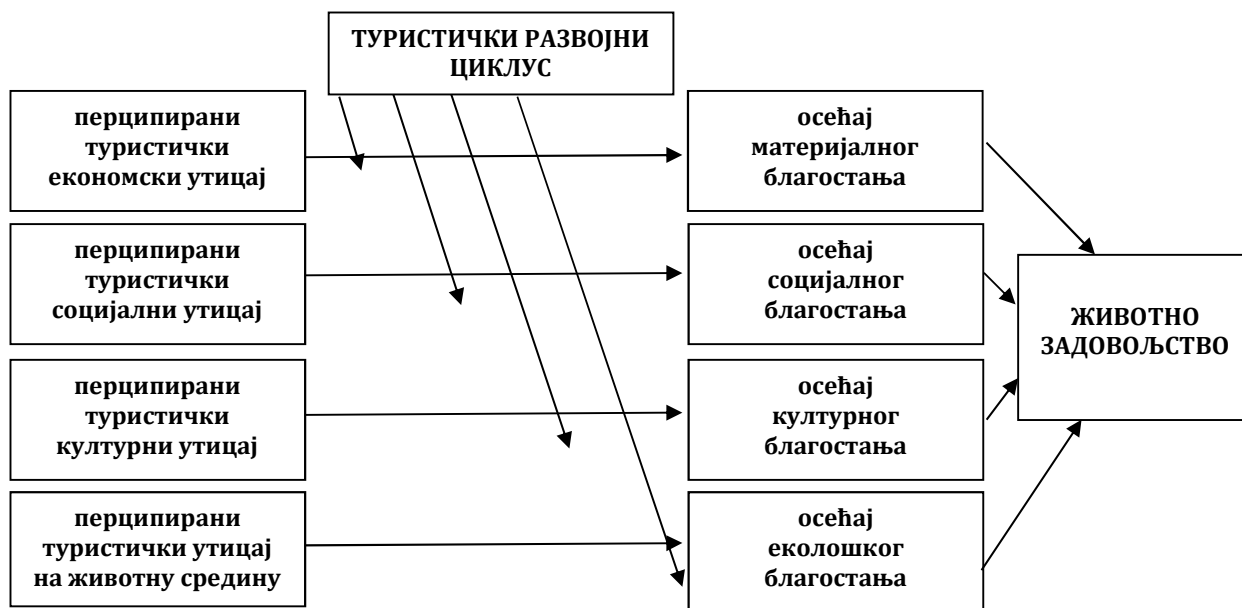 ТУРИСТИЧКИ РАЗВОЈНИ
ЦИКЛУС
перципирани
туристички
економски утицај
осећај
материјалног
благостања
перципирани
туристички
социјални утицај
осећај
социјалног
благостања
ЖИВОТНО
ЗАДОВОЉСТВО
перципирани
туристички
културни утицај
осећај
културног
благостања
перципирани
туристички утицај
на животну средину
осећај
еколошког
благостања